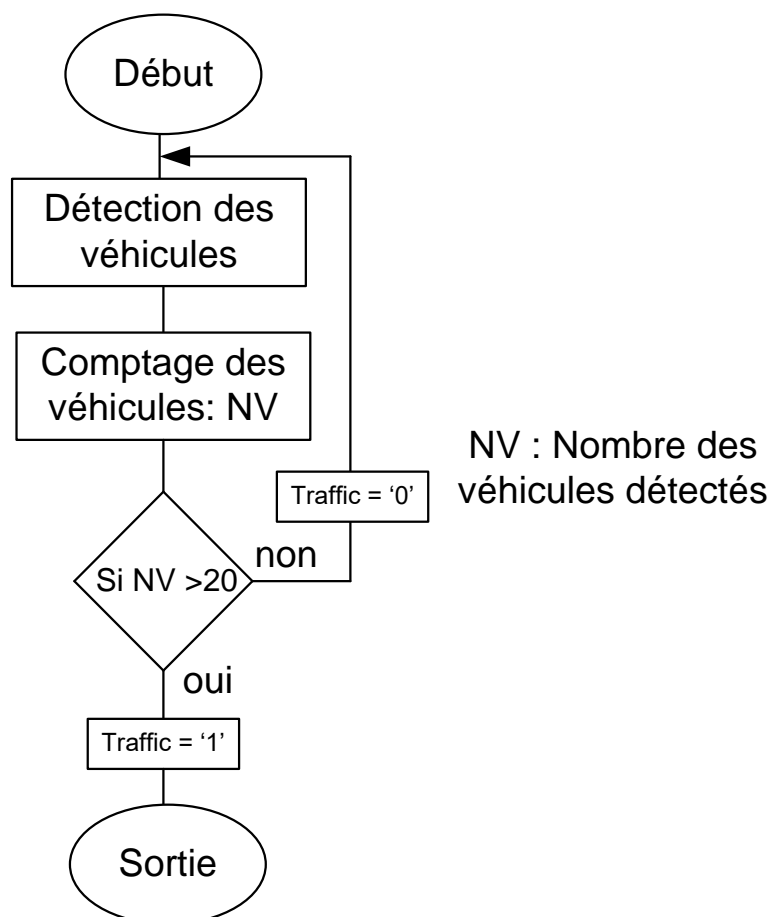 Début
Détection des
véhicules
Comptage des
véhicules: NV
NV : Nombre des
véhicules détectés
Traffic = ‘0’
non
Si NV >20
oui
Traffic = ‘1’
Sortie